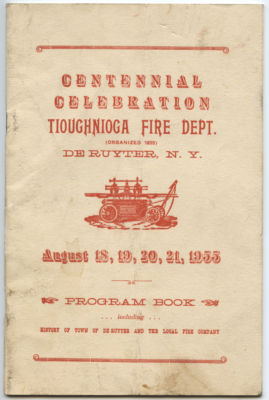 CENTENNIAL
CELEBRATION
TIOUGHNIOGA FIRE DEPT.
(ORGANIZED 1855)
DE RUYTER, N. Y.
August 18, 19, 20, 21, 1955
PROGRAM BOOK
. . . including . . .
HISTORY OF TOWN OF DE RUYTER AND THE LOCAL FIRE COMPANY